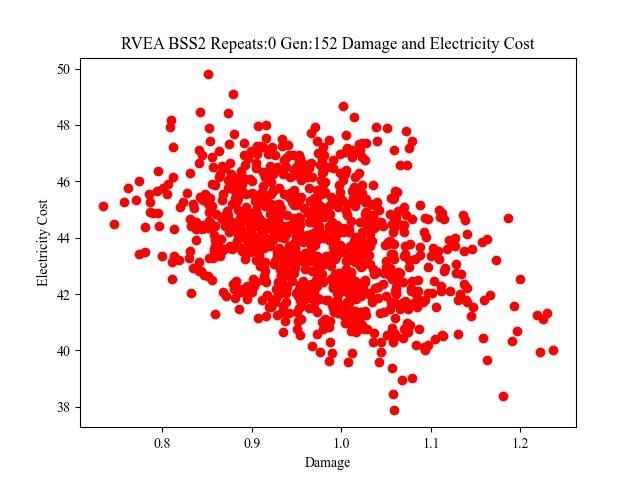 RVEA BSS2 Repeats:0 Gen:152 Damage and Electricity Cost
50
48
46
44
42
40
38
Electricity Cost
0.8 0.9 1.0 1.1 1.2
Damage